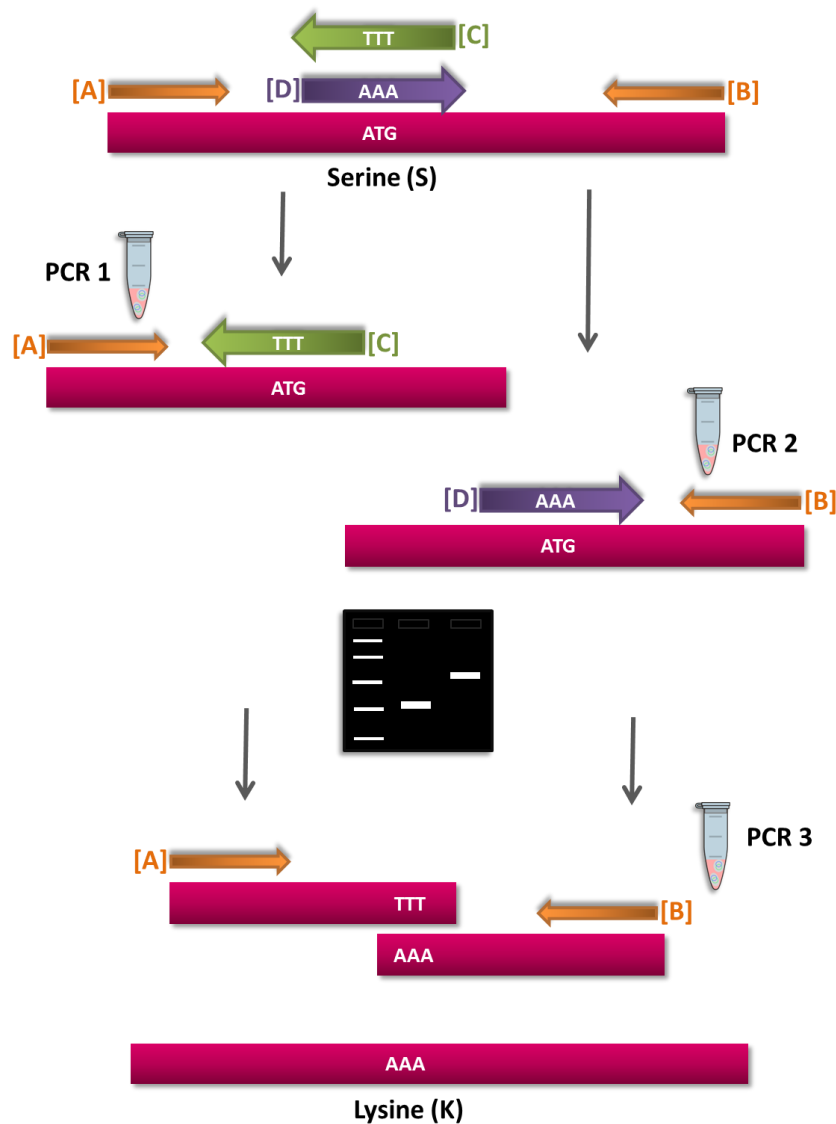 TTT [C]
[A] [D] AAA [B]
ATG
Serine (S)
PCR 1
[A] TTT [C]
ATG
PCR 2
[D] AAA [B]
ATG
PCR 3
[A]
TTT
[B]
AAA
AAA
Lysine (K)